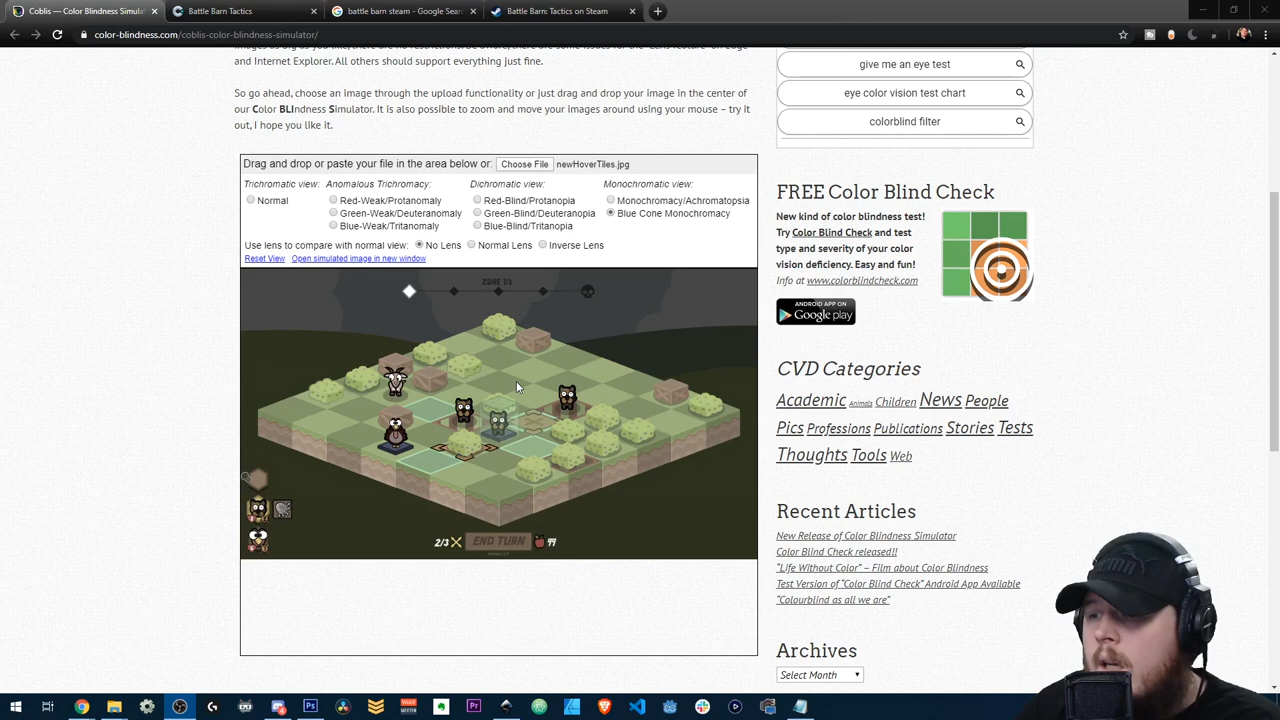 Coblis — Color Blindness Simula
Battle Barn Tactics
battle barn steam - Google Sear
Battle Barn: Tactics on Steam
color-blindness.com/coblis-color-blindness-simulator/
and Internet Explorer. All others should support everything just fine.
So go ahead, choose an image through the upload functionality or just drag and drop your image in the center of
our Color BLIndness Simulator. It is also possible to zoom and move your images around using your mouse – try it
out, I hope you like it.
Drag and drop or paste your file in the area below or: Choose File newHoverTiles.jpg
Trichromatic view: Anomalous Trichromacy: Dichromatic view: Monochromatic view:
Normal Red-Weak/Protanomaly Red-Blind/Protanopia Monochromacy/Achromatopsia
Green-Weak/Deuteranomaly Green-Blind/Deuteranopia Blue Cone Monochromacy
Blue-Weak/Tritanomaly Blue-Blind/Tritanopia
Use lens to compare with normal view: No Lens Normal Lens Inverse Lens
Reset View Open simulated image in new window
ZONE 1/3
2/3 END TURN 99
give me an eye test
eye color vision test chart
colorblind filter
FREE Color Blind Check
New kind of color blindness test!
Try Color Blind Check and test
type and severity of your color
vision deficiency. Easy and fun!
Info at www.colorblindcheck.com
ANDROID APP ON
Google play
CVD Categories
Academic Animals Children News People
Pics Professions Publications Stories Tests
Thoughts Tools Web
Recent Articles
New Release of Color Blindness Simulator
Color Blind Check released!!
"Life Without Color" – Film about Color Blindness
Test Version of "Color Blind Check" Android App Available
"Colourblind as all we are"
Archives
Select Month
PUMA